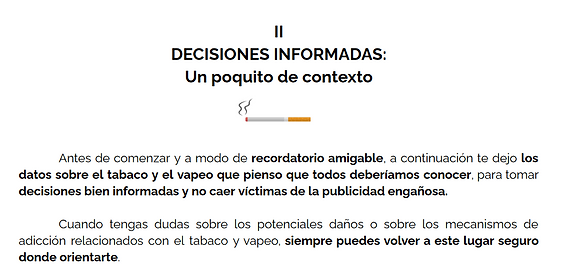 II
DECISIONES INFORMADAS:
Un poquito de contexto
Antes de comenzar y a modo de recordatorio amigable, a continuación te dejo los
datos sobre el tabaco y el vapeo que pienso que todos deberíamos conocer, para tomar
decisiones bien informadas y no caer víctimas de la publicidad engañosa.
Cuando tengas dudas sobre los potenciales daños o sobre los mecanismos de
adicción relacionados con el tabaco y vapeo, siempre puedes volver a este lugar seguro
donde orientarte.